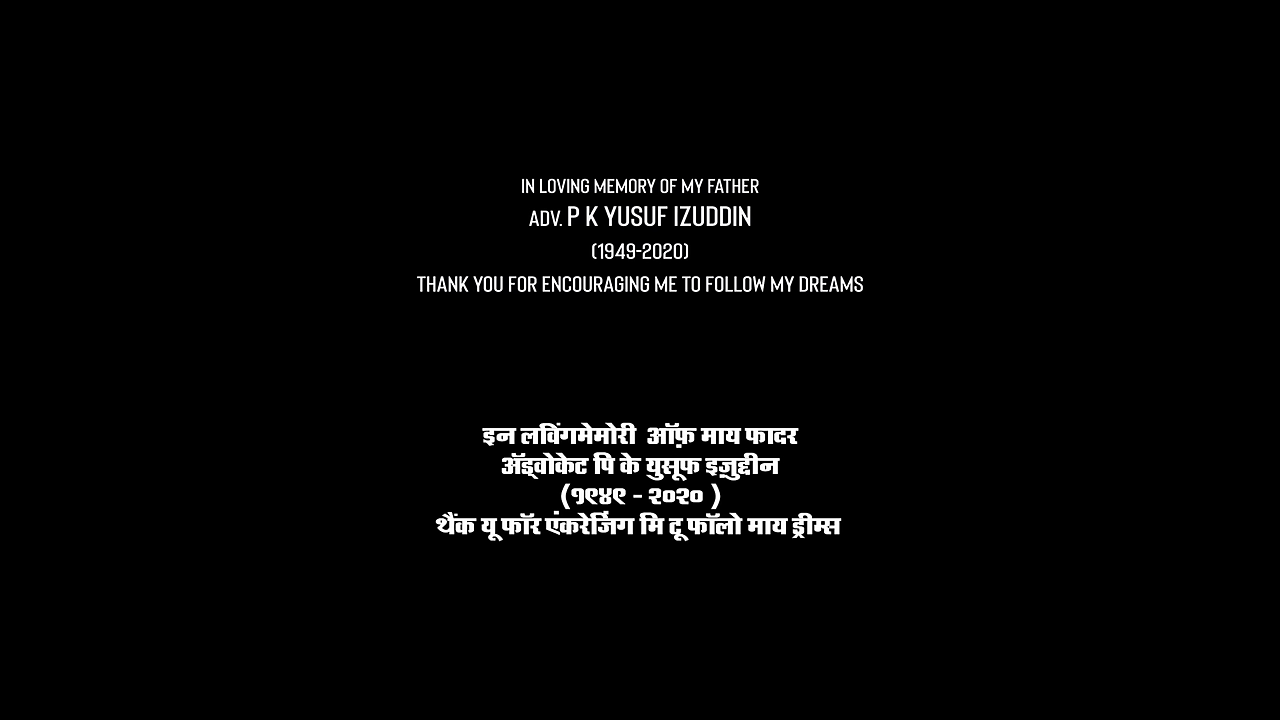 IN LOVING MEMORY OF MY FATHER
ADV. P K YUSUF IZUDDIN
(1949-2020)
THANK YOU FOR ENCOURAGING ME TO FOLLOW MY DREAMS
इन लविंगमेमोरी ऑफ़ माय फादर
ॲड्वोकेट पि के युसूफ इज़ुद्दीन
(१९४९ - २०२० )
थैंक यू फॉर एंकरेजिंग मि टू फॉलो माय ड्रीम्स